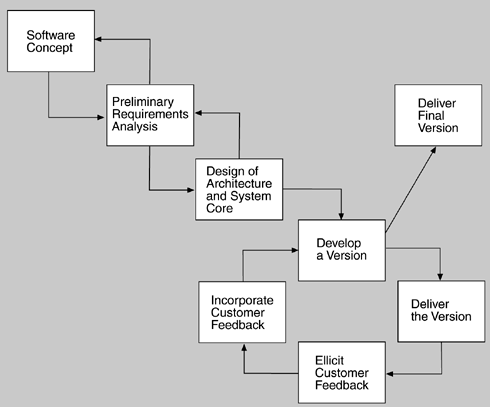 Software
Concept
Preliminary
Requirements
Analysis
Deliver
Final
Version
Design of
Architecture
and System
Core
Develop
a Version
Incorporate
Customer
Feedback
Deliver
the Version
Ellicit
Customer
Feedback